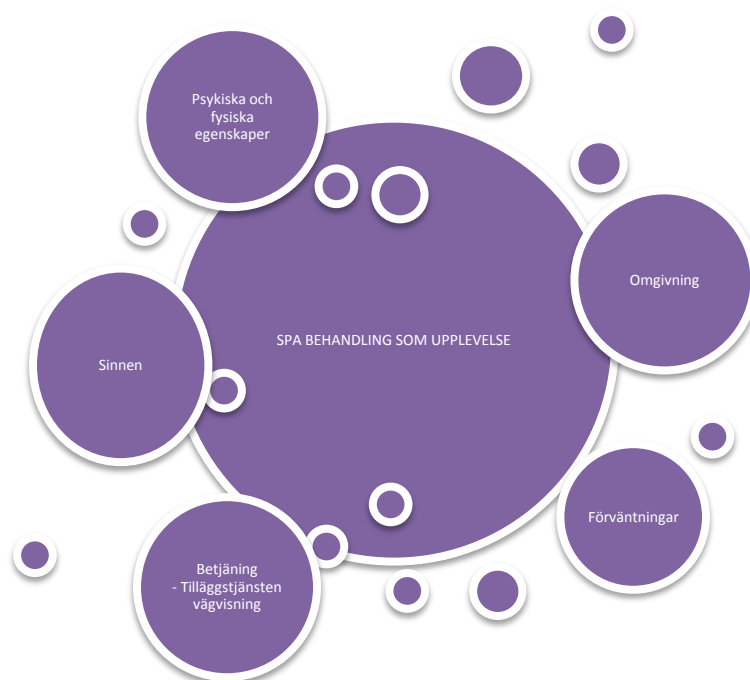 Psykiska och
fysiska
egenskaper
Omgivning
SPA BEHANDLING SOM UPPLEVELSE
Sinnen
Förväntningar
Betjäning
- Tilläggstjänsten
vägvisning